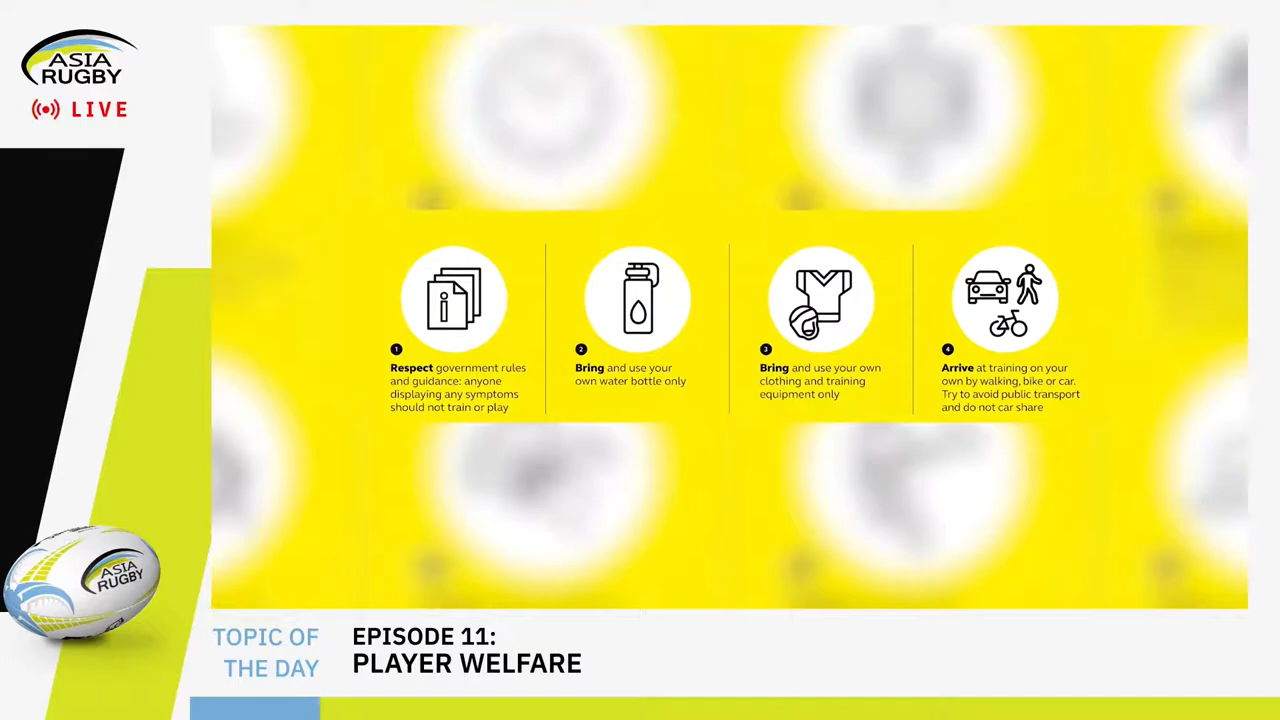 ASIA
RUGBY
LIVE
1
Respect government rules
and guidance: anyone
displaying any symptoms
should not train or play
2
Bring and use your
own water bottle only
3
Bring and use your own
clothing and training
equipment only
4
Arrive at training on your
own by walking, bike or car.
Try to avoid public transport
and do not car share
ASIA
RUGBY
TOPIC OF
THE DAY
EPISODE 11:
PLAYER WELFARE